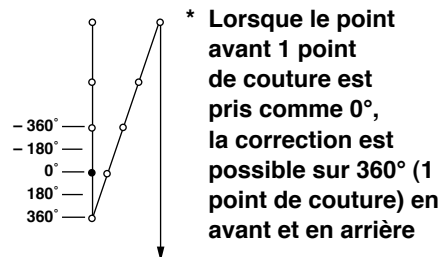 * Lorsque le point
avant 1 point
de couture est
pris comme 0°,
la correction est
possible sur 360° (1
point de couture) en
avant et en arrière
– 360°
– 180°
0°
180°
360°